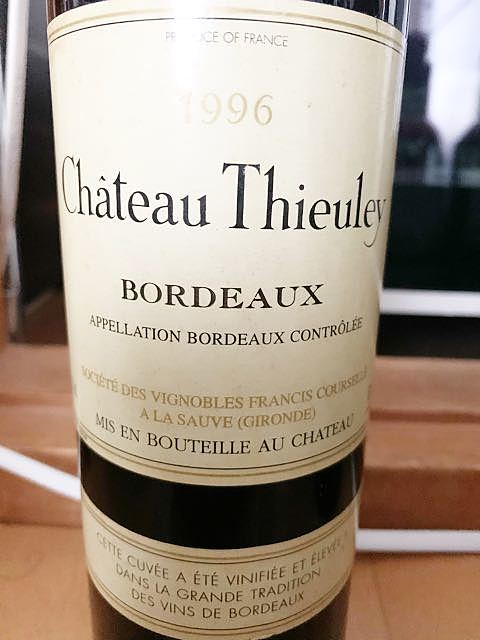 PRODUCE OF FRANCE
1996
Château Thieuley
BORDEAUX
APPELLATION BORDEAUX CONTRÔLÉE
SOCIÉTÉ DES VIGNOBLES FRANCIS COURSELLE
A LA SAUVE (GIRONDE)
MIS EN BOUTEILLE AU CHATEAU
CETTE CUVÉE A ÉTÉ VINIFIÉE ET ÉLEVÉE
DANS LA GRANDE TRADITION
DES VINS DE BORDEAUX